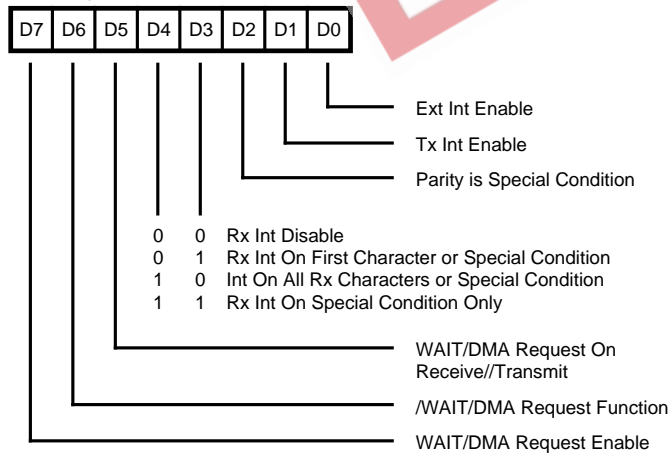 D7 D6 D5 D4 D3 D2 D1 D0
Ext Int Enable
Tx Int Enable
Parity is Special Condition
0 0 Rx Int Disable
0 1 Rx Int On First Character or Special Condition
1 0 Int On All Rx Characters or Special Condition
1 1 Rx Int On Special Condition Only
WAIT/DMA Request On
Receive//Transmit
/WAIT/DMA Request Function
WAIT/DMA Request Enable